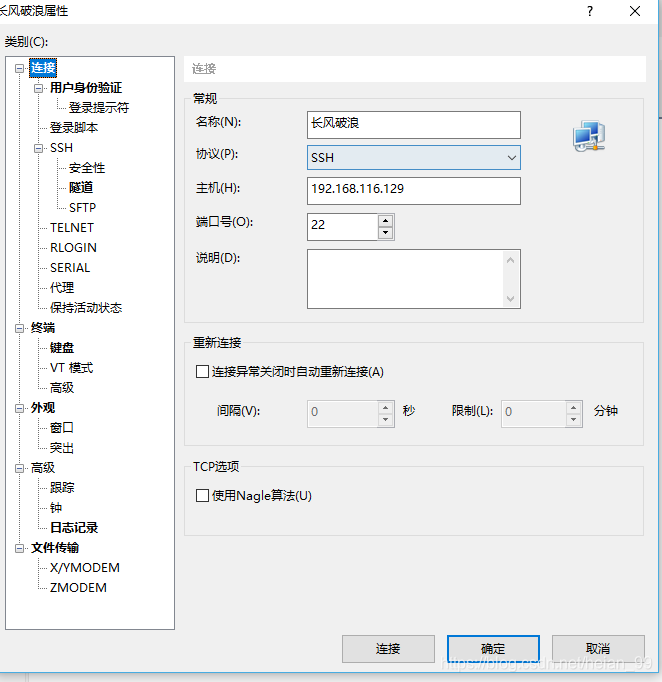 长风破浪属性
类别(C):
连接
用户身份验证
登录提示符
登录脚本
SSH
安全性
隧道
SFTP
TELNET
RLOGIN
SERIAL
代理
保持活动状态
终端
键盘
VT 模式
高级
外观
窗口
突出
高级
跟踪
钟
日志记录
文件传输
X/YMODEM
ZMODEM
连接
常规
名称(N): 长风破浪
协议(P): SSH
主机(H): 192.168.116.129
端口号(O): 22
说明(D):
重新连接
连接异常关闭时自动重新连接(A)
间隔(V): 0 秒 限制(L): 0 分钟
TCP选项
使用Nagle算法(U)
连接 确定 取消
https://blog.csdn.net/heian_99